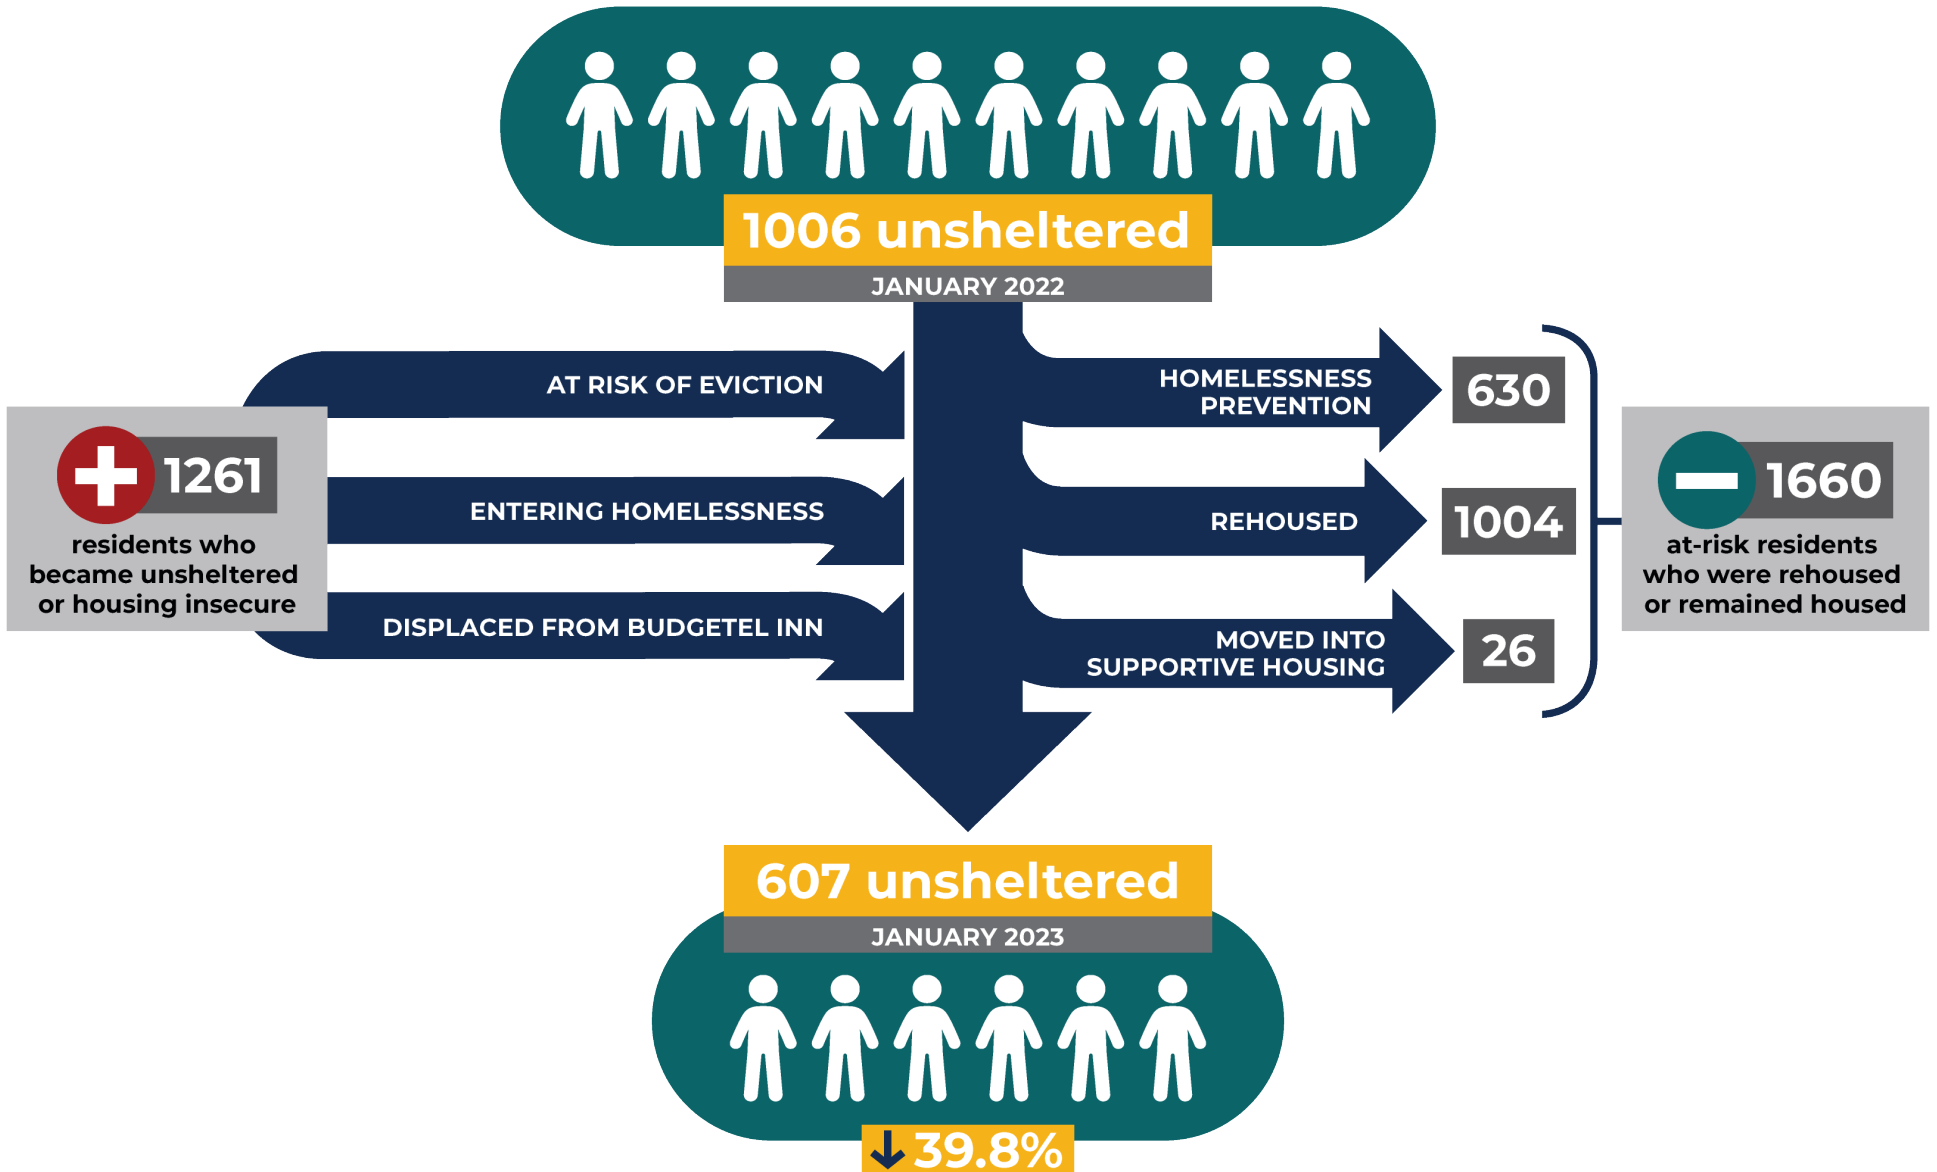 1006 unsheltered
JANUARY 2022
AT RISK OF EVICTION
ENTERING HOMELESSNESS
DISPLACED FROM BUDGETEL INN
1261
residents who
became unsheltered
or housing insecure
HOMELESSNESS
PREVENTION
630
REHOUSED
1004
MOVED INTO
SUPPORTIVE HOUSING
26
1660
at-risk residents
who were rehoused
or remained housed
607 unsheltered
JANUARY 2023
39.8%